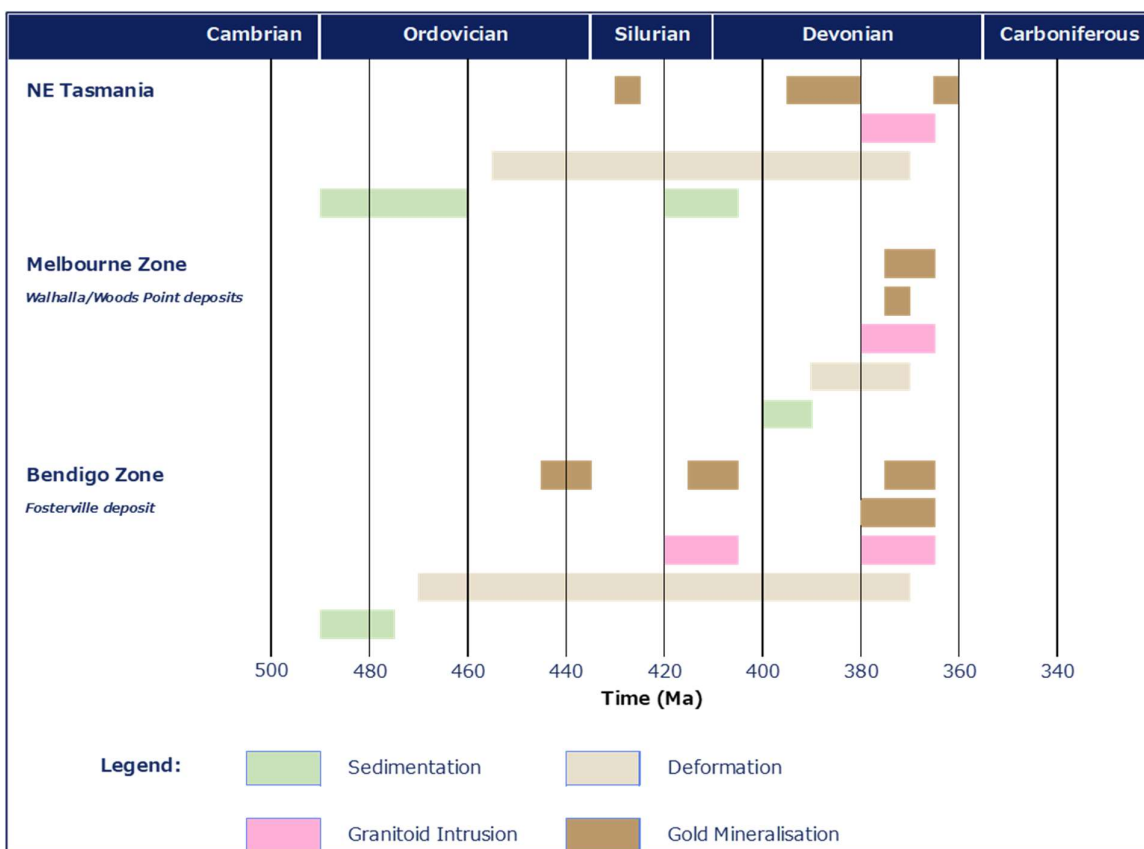 Cambrian Ordovician Silurian Devonian Carboniferous
NE Tasmania
Melbourne Zone
Walhalla/Woods Point deposits
Bendigo Zone
Fosterville deposit
500 480 460 440 420 400 380 360 340
Time (Ma)
Legend:
Sedimentation
Deformation
Granitoid Intrusion
Gold Mineralisation